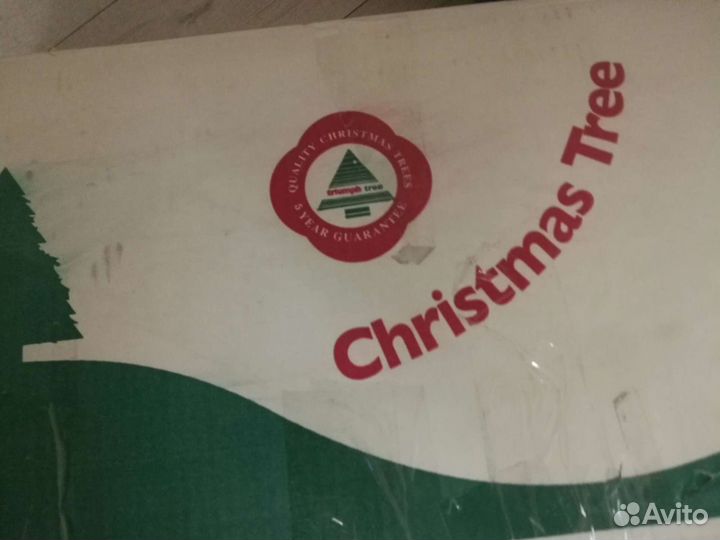 QUALITY CHRISTMAS TREES
triumph tree
5 YEAR GUARANTEE
Christmas Tree
Avito